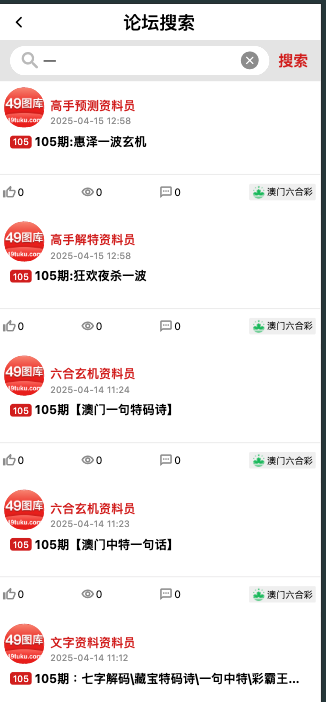 论坛搜索
一
搜索
49图库
49tuku.com
高手预测资料员
2025-04-15 12:58
105 105期:惠泽一波玄机
0 0 0 澳门六合彩
49图库
49tuku.com
高手解特资料员
2025-04-15 12:58
105 105期:狂欢夜杀一波
0 0 0 澳门六合彩
49图库
49tuku.com
六合玄机资料员
2025-04-14 11:24
105 105期【澳门一句特码诗】
0 0 0 澳门六合彩
49图库
49tuku.com
六合玄机资料员
2025-04-14 11:23
105 105期【澳门中特一句话】
0 0 0 澳门六合彩
49图库
49tuku.com
文字资料资料员
2025-04-14 11:12
105 105期：七字解码\藏宝特码诗\一句中特\彩霸王...